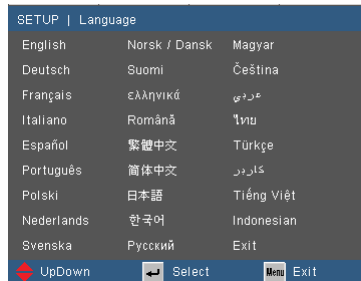 SETUP | Language
English Norsk / Dansk Magyar
Deutsch Suomi Čeština
Français ελληνικά عربي
Italiano Română ไทย
Español 繁體中文 Türkçe
Português 简体中文 کاربر
Polski 日本語 Tiếng Việt
Nederlands 한국어 Indonesian
Svenska Русский Exit
UpDown Select Menu Exit